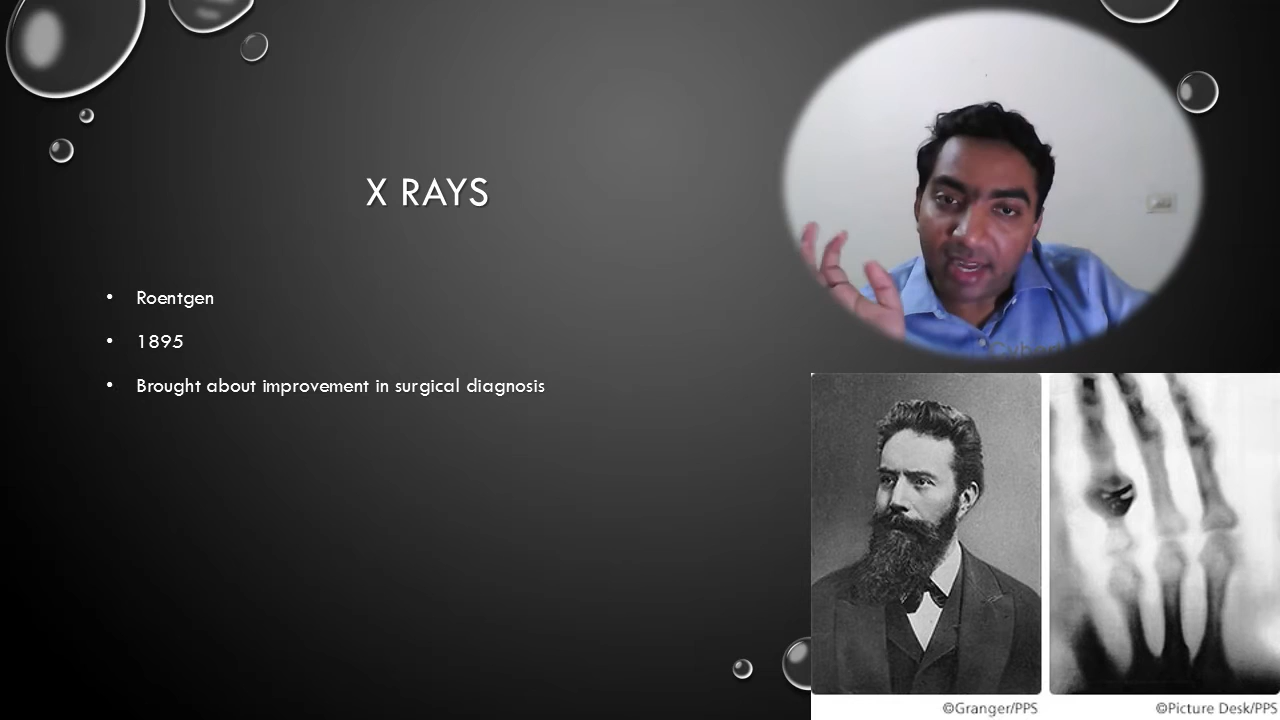 X RAYS
• Roentgen
• 1895
• Brought about improvement in surgical diagnosis
©Granger/PPS
©Picture Desk/PPS